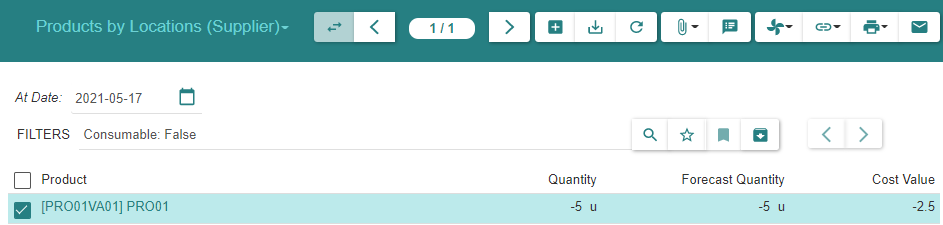 Products by Locations (Supplier)
1 / 1
At Date: 2021-05-17
FILTERS Consumable: False
Product Quantity Forecast Quantity Cost Value
[PRO01VA01] PRO01 -5 u -5 u -2.5